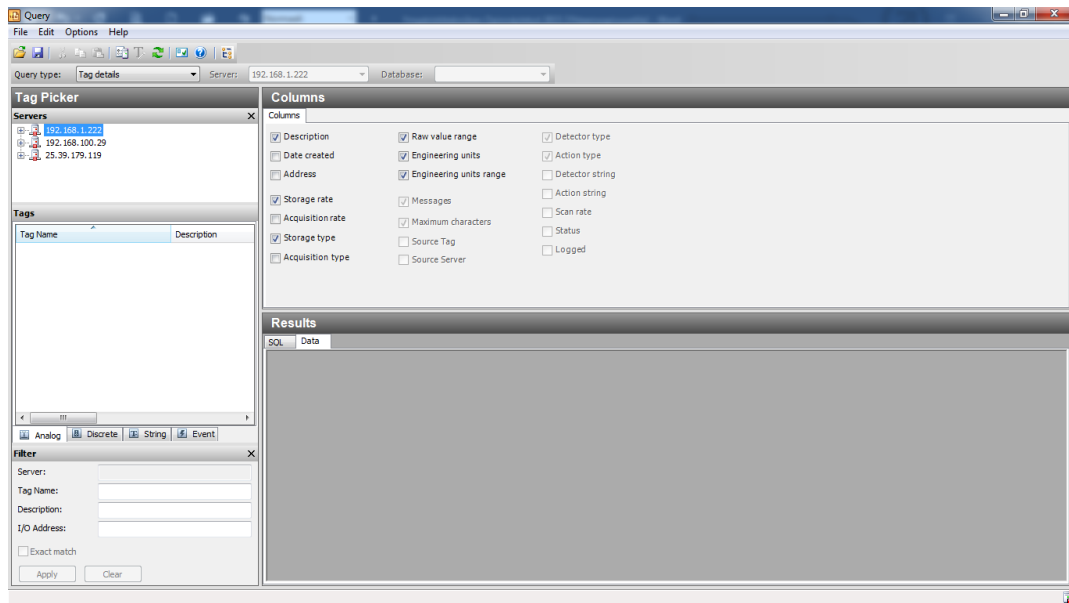 Query
File Edit Options Help
Query type: Tag details Server: 192.168.1.222 Database:
Tag Picker
Servers
192.168.1.222
192.168.100.29
25.39.179.119
Tags
Tag Name Description
Analog Discrete String Event
Filter
Server:
Tag Name:
Description:
I/O Address:
Exact match
Apply Clear
Columns
Columns
Description Raw value range Detector type
Date created Engineering units Action type
Address Engineering units range Detector string
Storage rate Messages Action string
Acquisition rate Maximum characters Scan rate
Storage type Source Tag Status
Acquisition type Source Server Logged
Results
SQL Data